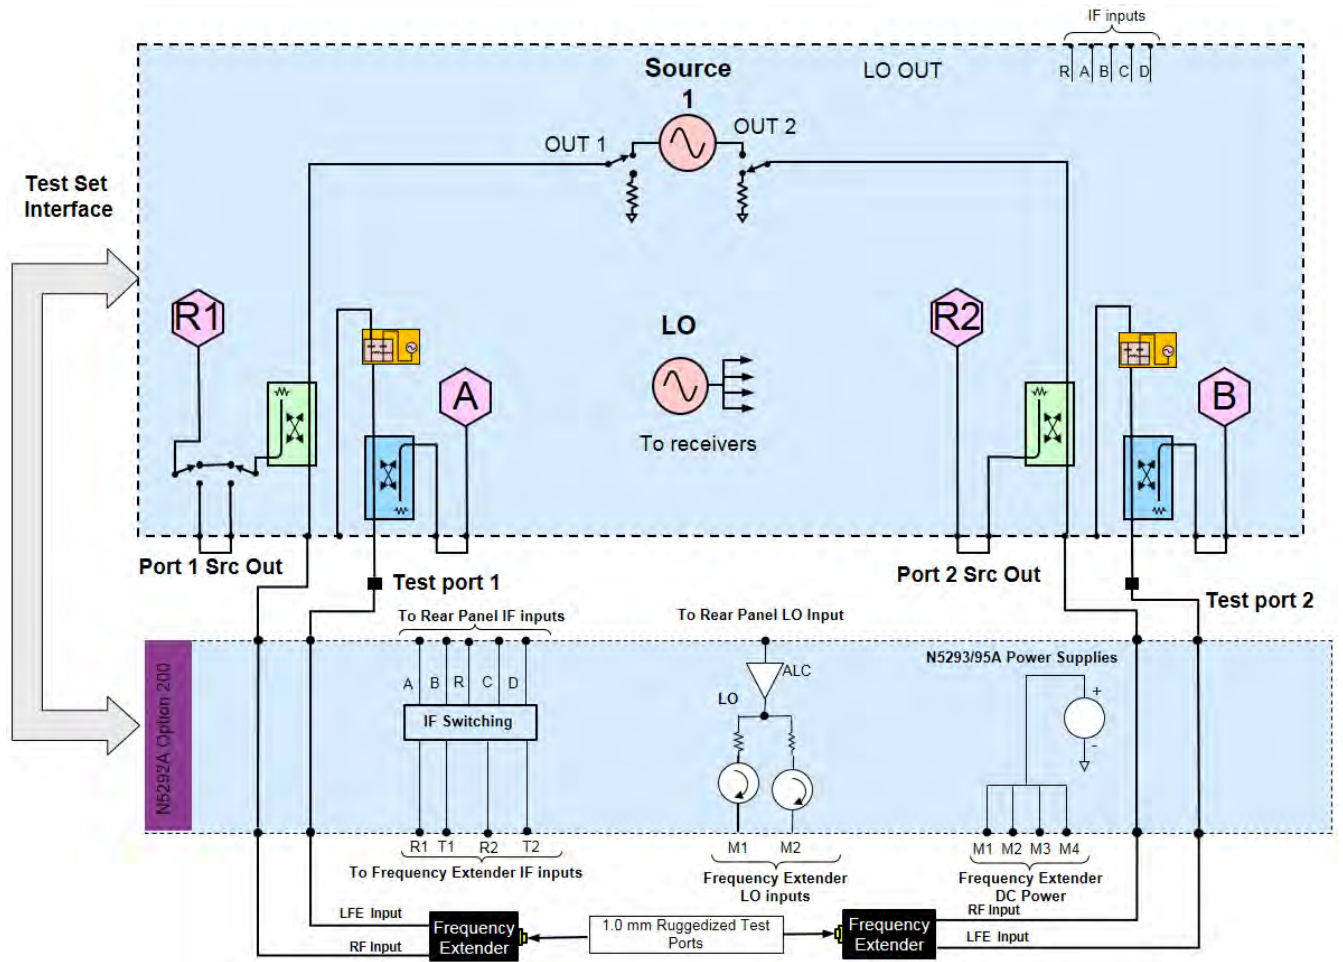 IF inputs
Source
1
LO OUT
R A B C D
OUT 1
OUT 2
Test Set
Interface
R1
A
LO
To receivers
R2
B
Port 1 Src Out
Test port 1
Port 2 Src Out
Test port 2
To Rear Panel IF inputs
To Rear Panel LO Input
N5293/95A Power Supplies
N5292A Option 200
A B R C D
IF Switching
ALC
LO
+
-
R1 T1 R2 T2
To Frequency Extender IF inputs
M1 M2
Frequency Extender
LO inputs
M1 M2 M3 M4
Frequency Extender
DC Power
LFE Input
RF Input
Frequency
Extender
1.0 mm Ruggedized Test
Ports
Frequency
Extender
RF Input
LFE Input